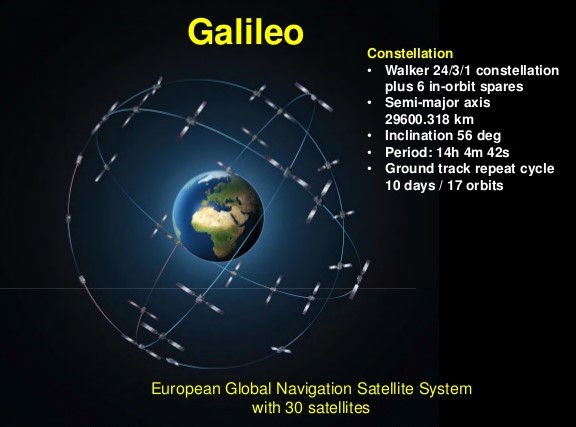 Galileo
Constellation
• Walker 24/3/1 constellation
plus 6 in-orbit spares
• Semi-major axis
29600.318 km
• Inclination 56 deg
• Period: 14h 4m 42s
• Ground track repeat cycle
10 days / 17 orbits
European Global Navigation Satellite System
with 30 satellites